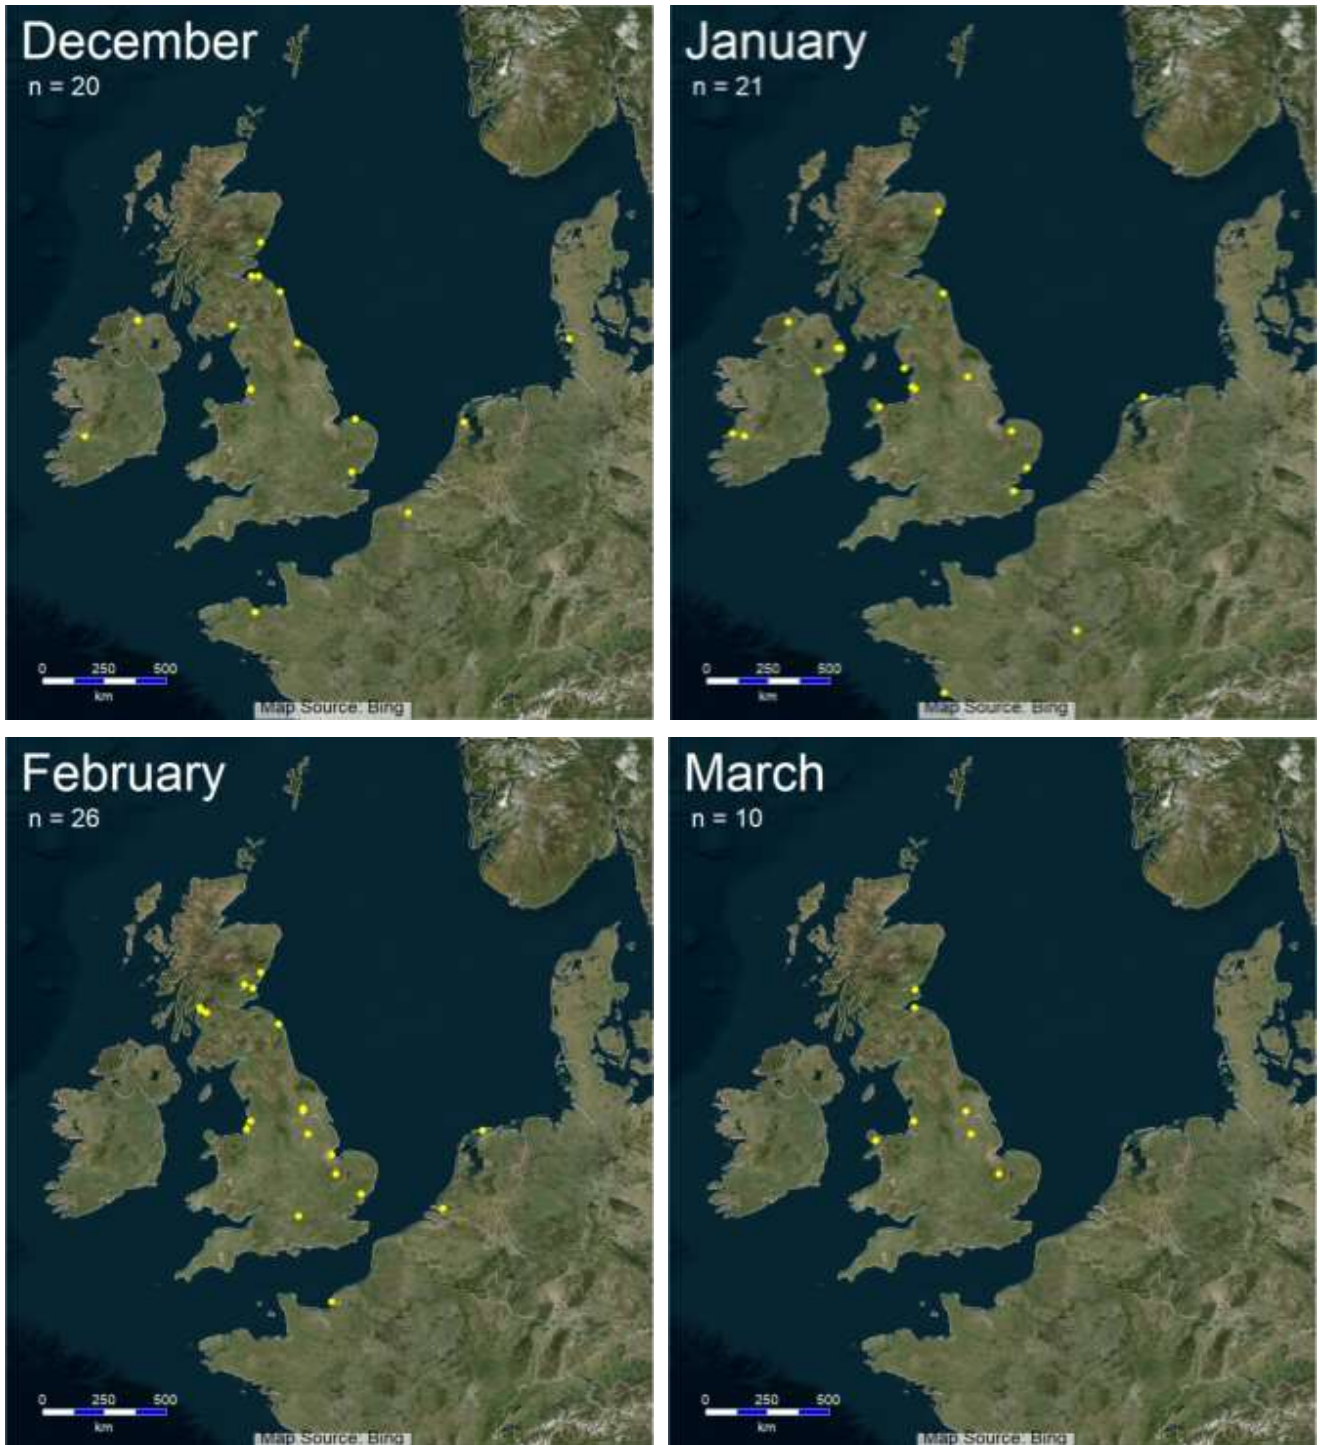 December
n = 20
0 250 500
km
Map Source: Bing
January
n = 21
0 250 500
km
Map Source: Bing
February
n = 26
0 250 500
km
Map Source: Bing
March
n = 10
0 250 500
km
Map Source: Bing